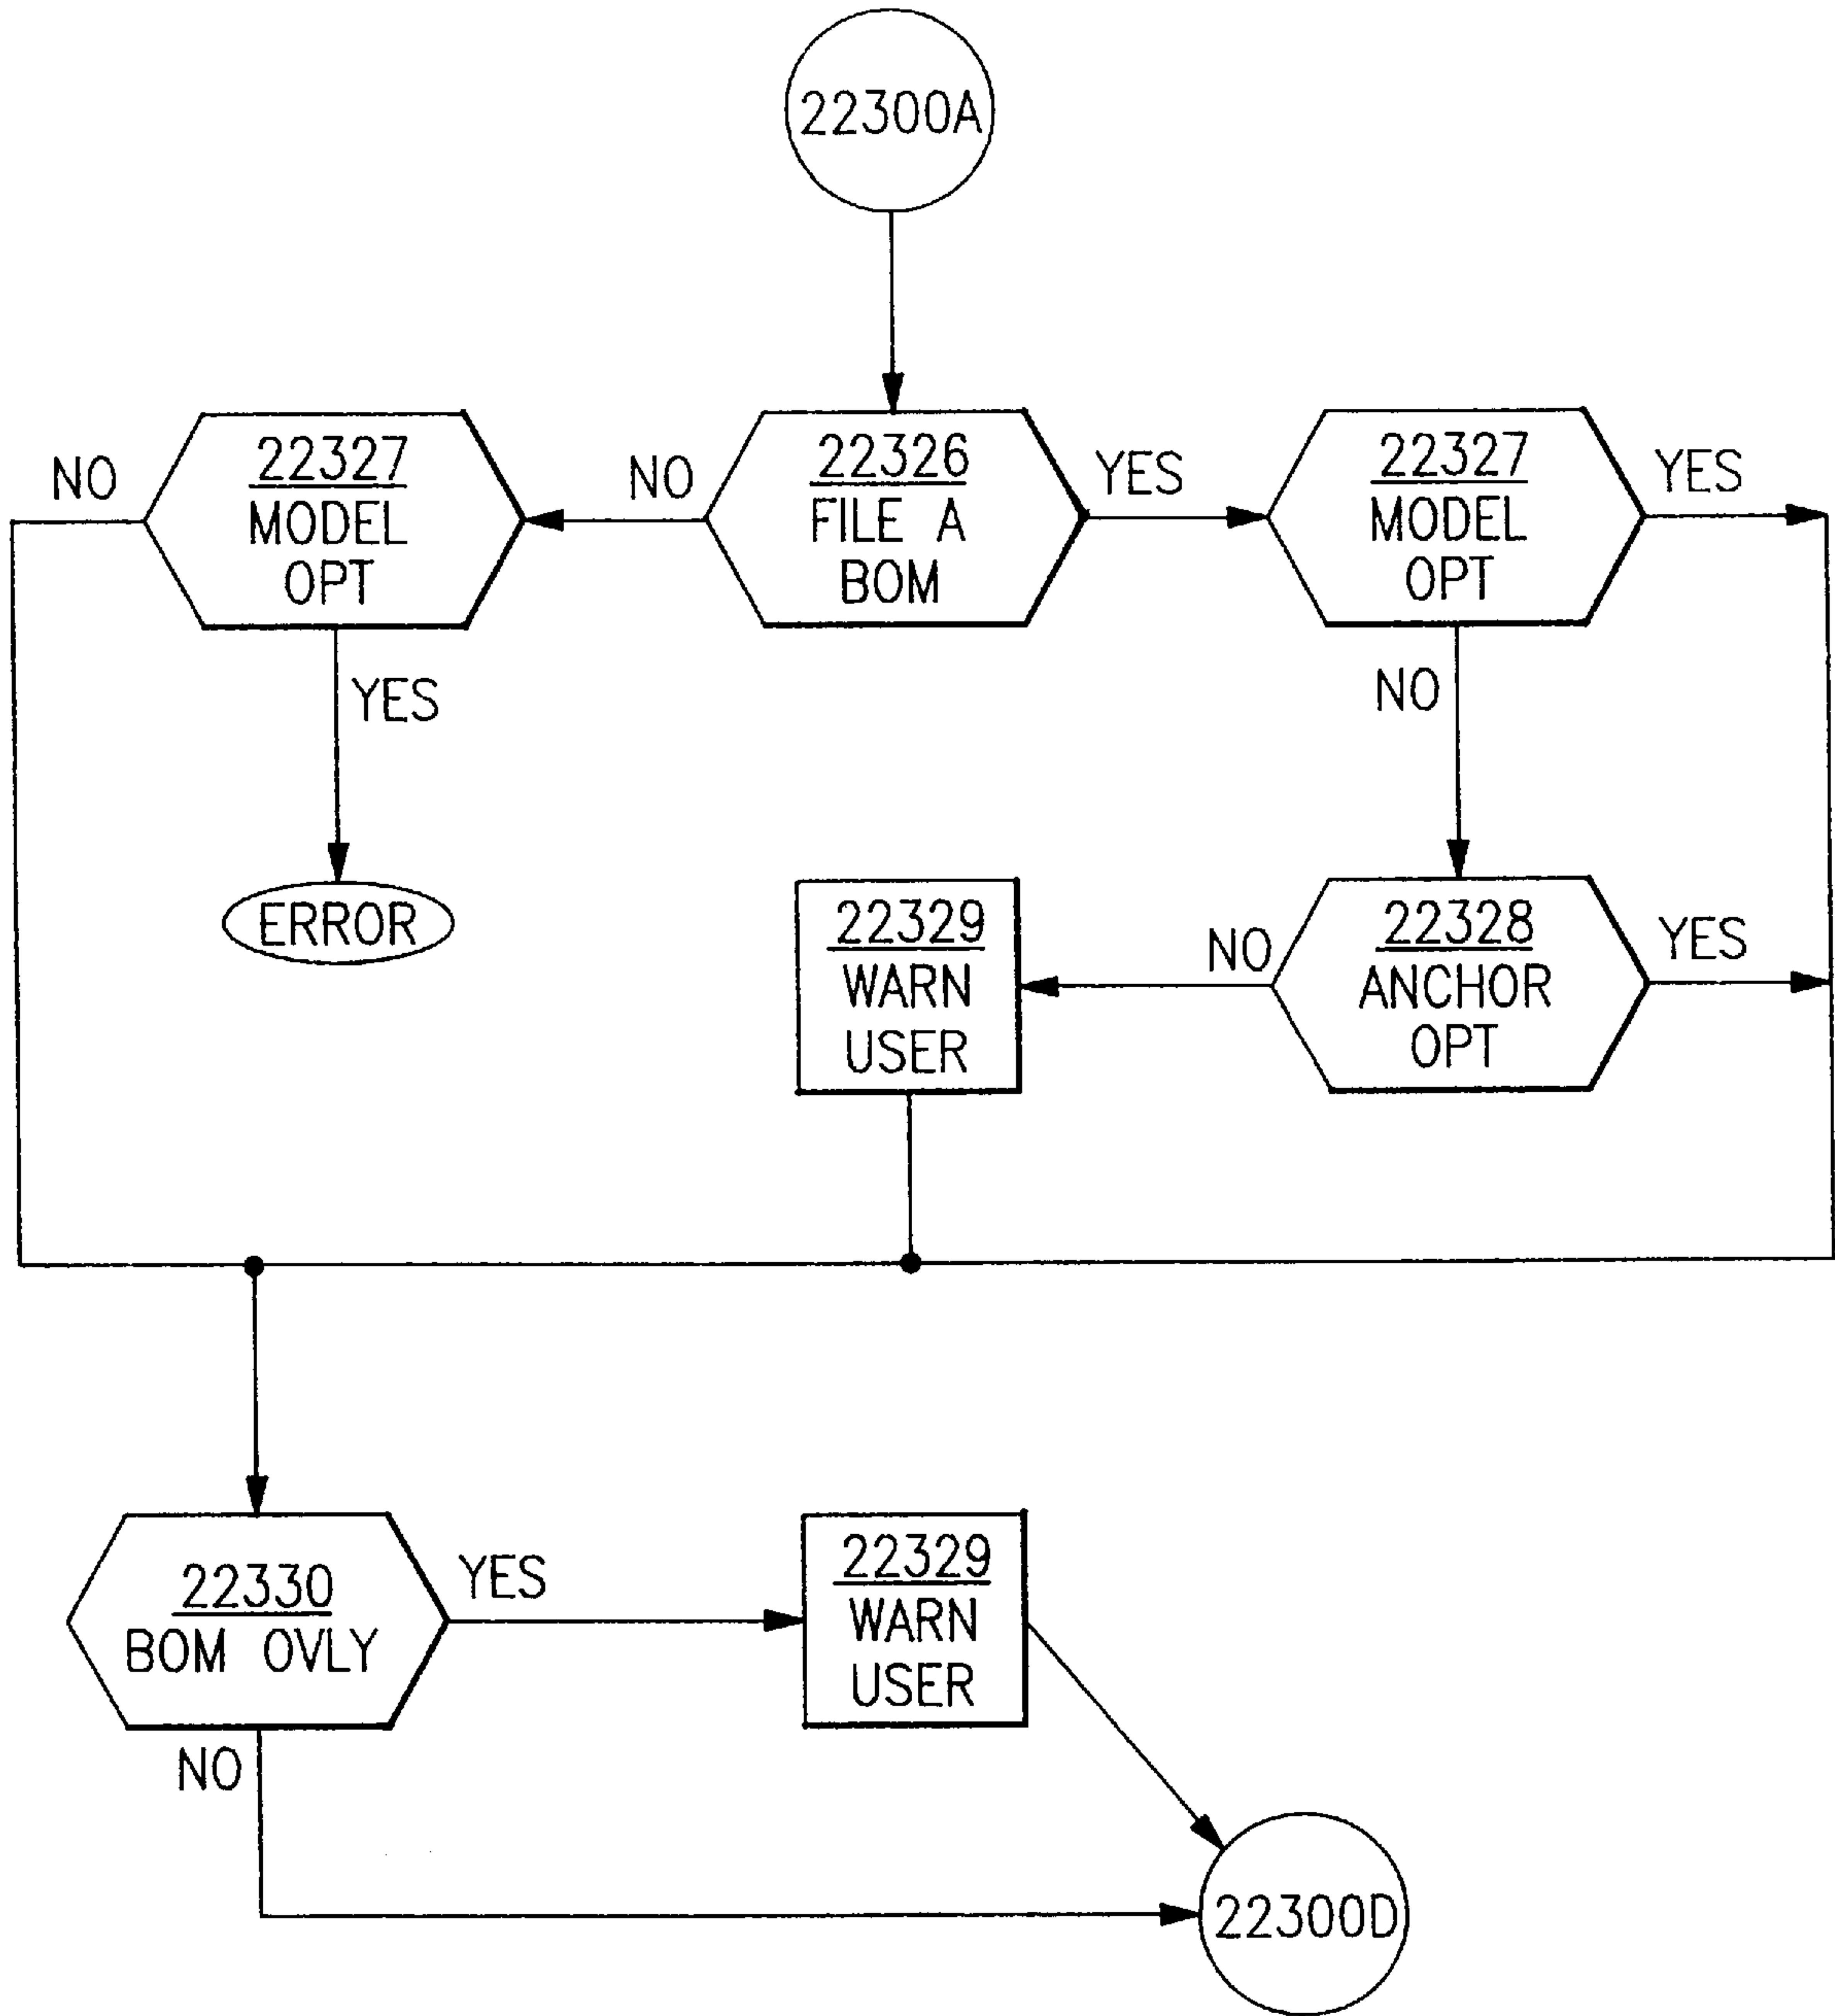 22300A
NO
22327
MODEL
OPT
NO
22326
FILE A
BOM
YES
22327
MODEL
OPT
YES
YES
NO
ERROR
22329
WARN
USER
NO
22328
ANCHOR
OPT
YES
22330
BOM OVLY
YES
22329
WARN
USER
NO
22300D